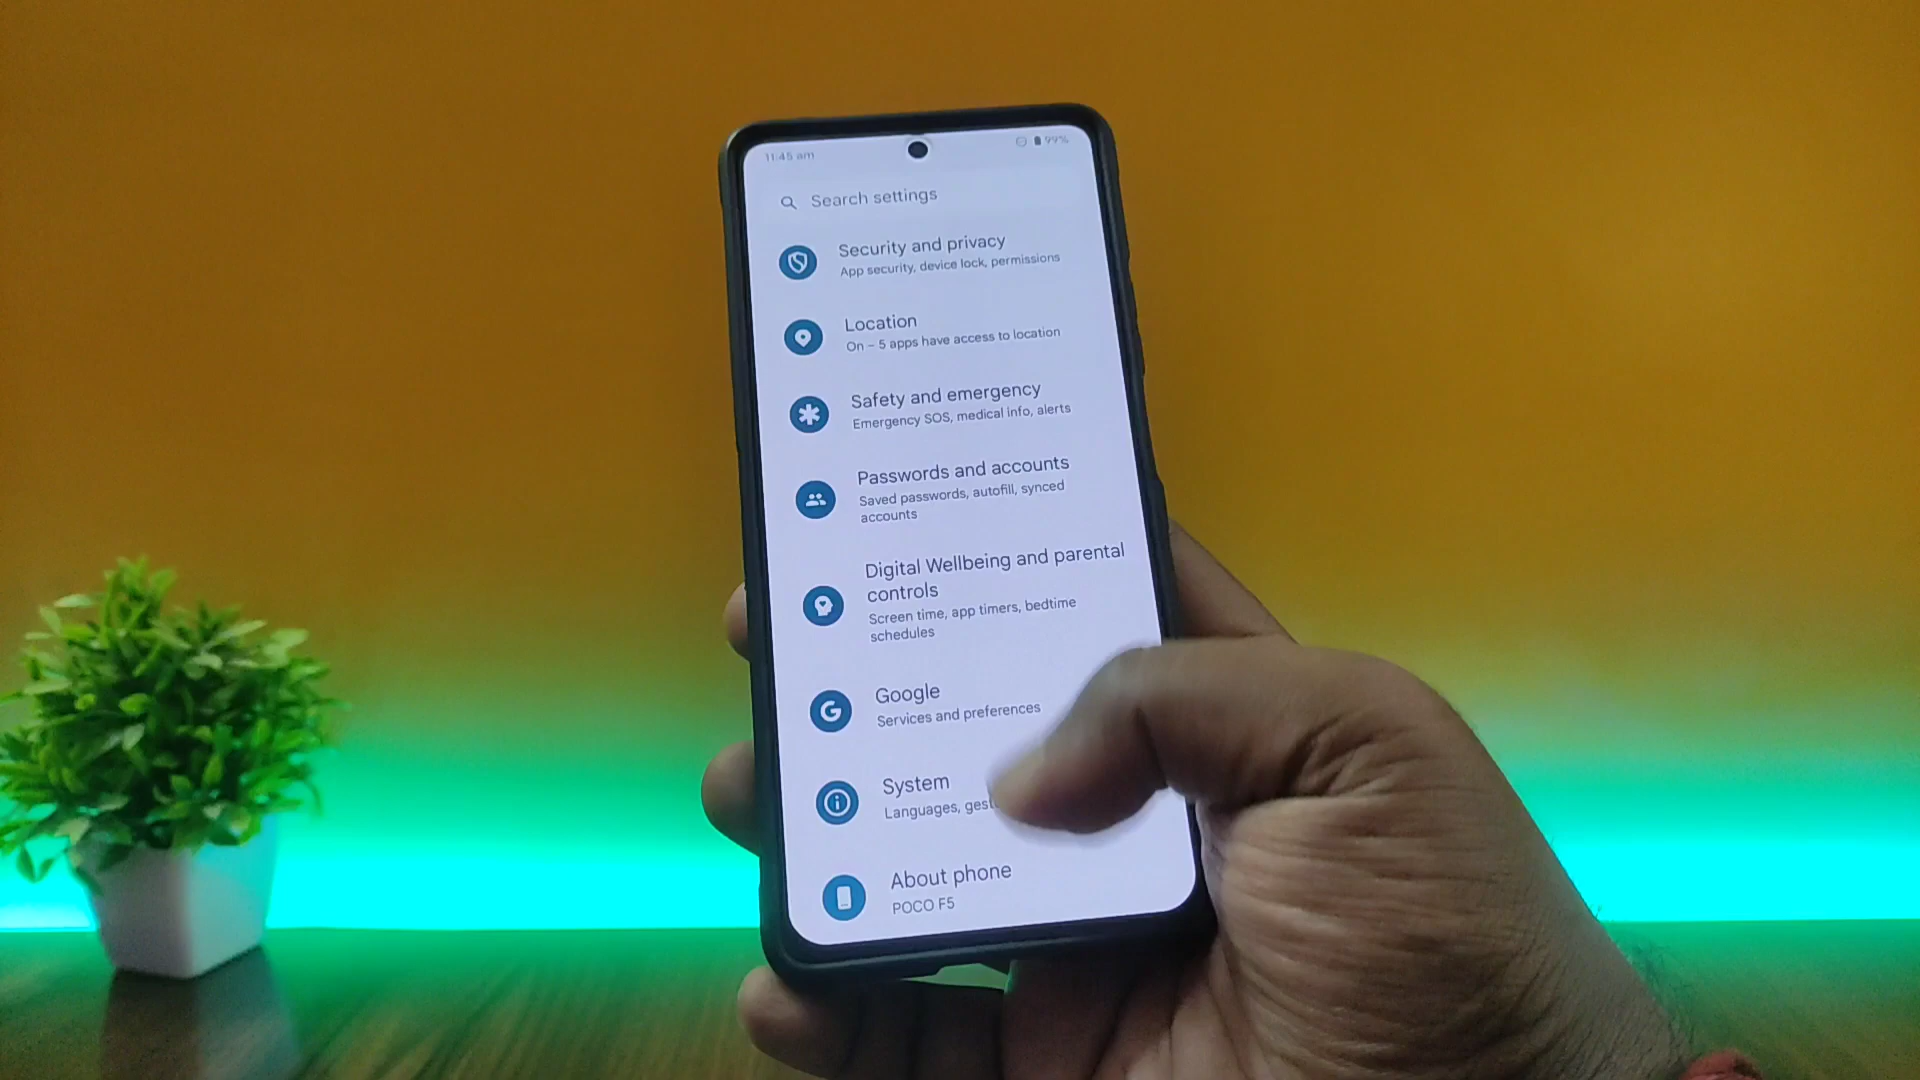 11:45 am
99%
Search settings
Security and privacy
App security, device lock, permissions
Location
On – 5 apps have access to location
Safety and emergency
Emergency SOS, medical info, alerts
Passwords and accounts
Saved passwords, autofill, synced
accounts
Digital Wellbeing and parental
controls
Screen time, app timers, bedtime
schedules
Google
Services and preferences
System
Languages,
About phone
POCO F5